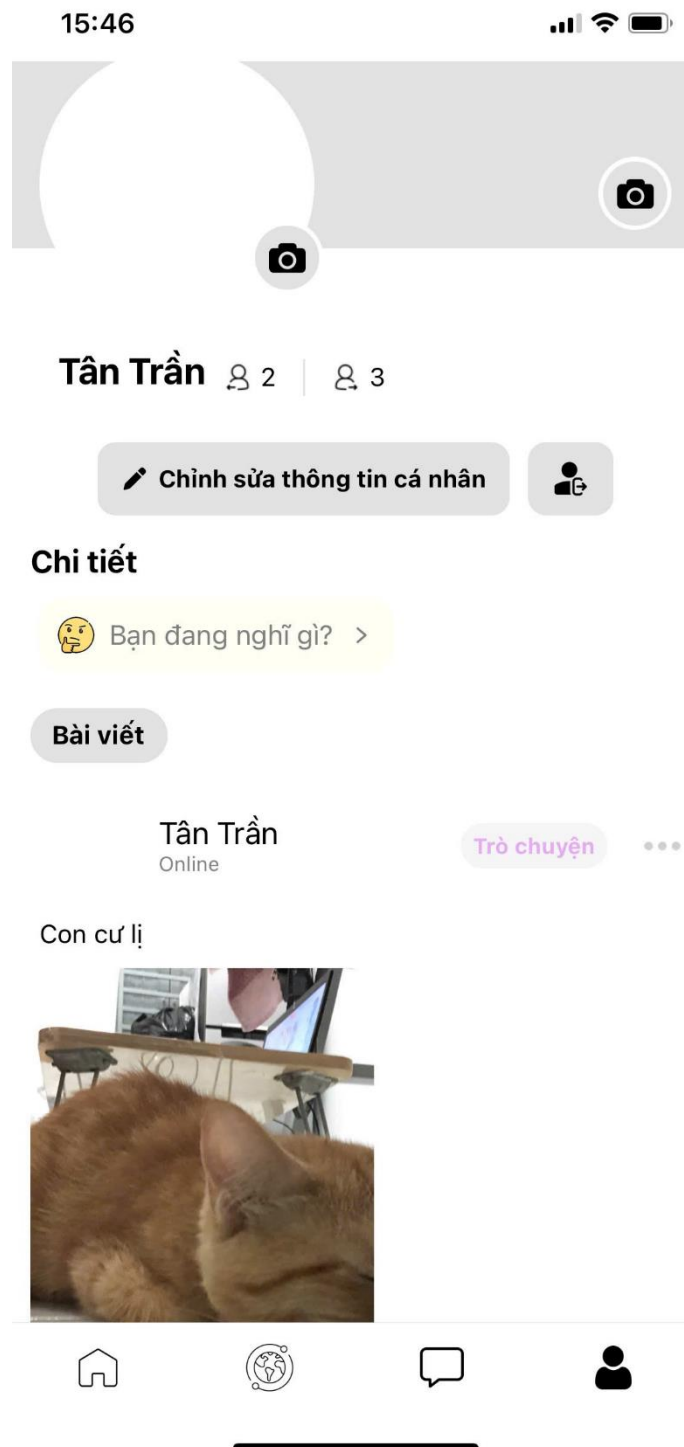 15:46
Tân Trần 2 3
Chỉnh sửa thông tin cá nhân
Chi tiết
Bạn đang nghĩ gì?
Bài viết
Tân Trần
Online
Trò chuyện
Con cư lị